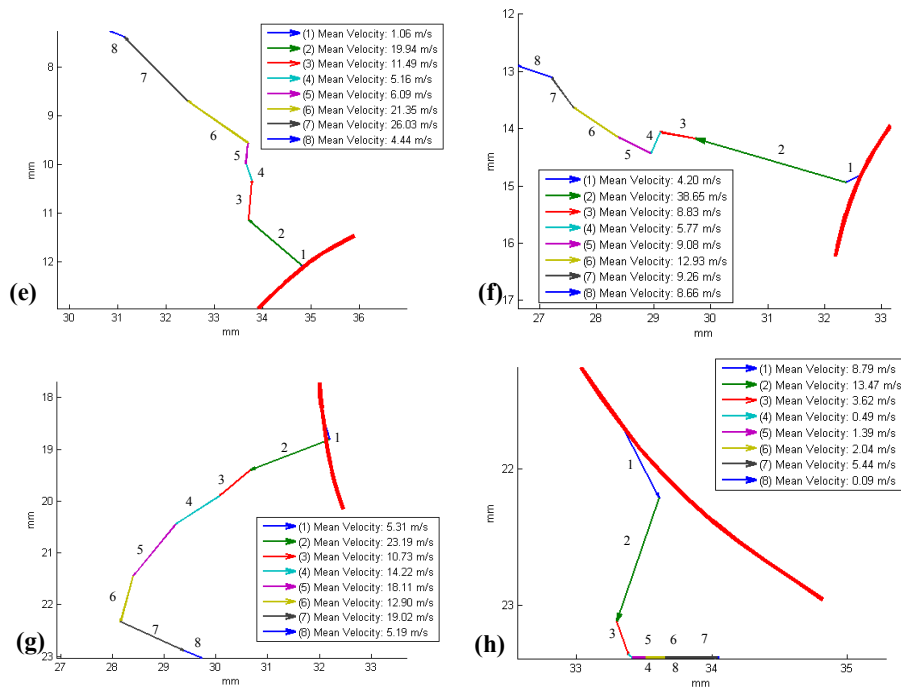 (1) Mean Velocity: 1.06 m/s
(2) Mean Velocity: 19.94 m/s
(3) Mean Velocity: 11.49 m/s
(4) Mean Velocity: 5.16 m/s
(5) Mean Velocity: 6.09 m/s
(6) Mean Velocity: 21.35 m/s
(7) Mean Velocity: 26.03 m/s
(8) Mean Velocity: 4.44 m/s
8
7
6
5
4
3
2
1
8
9
10
11
12
mm
(e)
30 31 32 33 34 35 36
mm
12
13
14
15
16
17
mm
(f)
8
7
6
5
4
3
2
1
(1) Mean Velocity: 4.20 m/s
(2) Mean Velocity: 38.65 m/s
(3) Mean Velocity: 8.83 m/s
(4) Mean Velocity: 5.77 m/s
(5) Mean Velocity: 9.08 m/s
(6) Mean Velocity: 12.93 m/s
(7) Mean Velocity: 9.26 m/s
(8) Mean Velocity: 8.66 m/s
27 28 29 30 31 32 33
mm
18
19
20
21
22
23
mm
(g)
1
2
3
4
5
6
7
8
(1) Mean Velocity: 5.31 m/s
(2) Mean Velocity: 23.19 m/s
(3) Mean Velocity: 10.73 m/s
(4) Mean Velocity: 14.22 m/s
(5) Mean Velocity: 18.11 m/s
(6) Mean Velocity: 12.90 m/s
(7) Mean Velocity: 19.02 m/s
(8) Mean Velocity: 5.19 m/s
27 28 29 30 31 32 33
mm
(1) Mean Velocity: 8.79 m/s
(2) Mean Velocity: 13.47 m/s
(3) Mean Velocity: 3.62 m/s
(4) Mean Velocity: 0.49 m/s
(5) Mean Velocity: 1.39 m/s
(6) Mean Velocity: 2.04 m/s
(7) Mean Velocity: 5.44 m/s
(8) Mean Velocity: 0.09 m/s
22
23
mm
(h)
1
2
3
5 6 7
4 8
33 34 35
mm